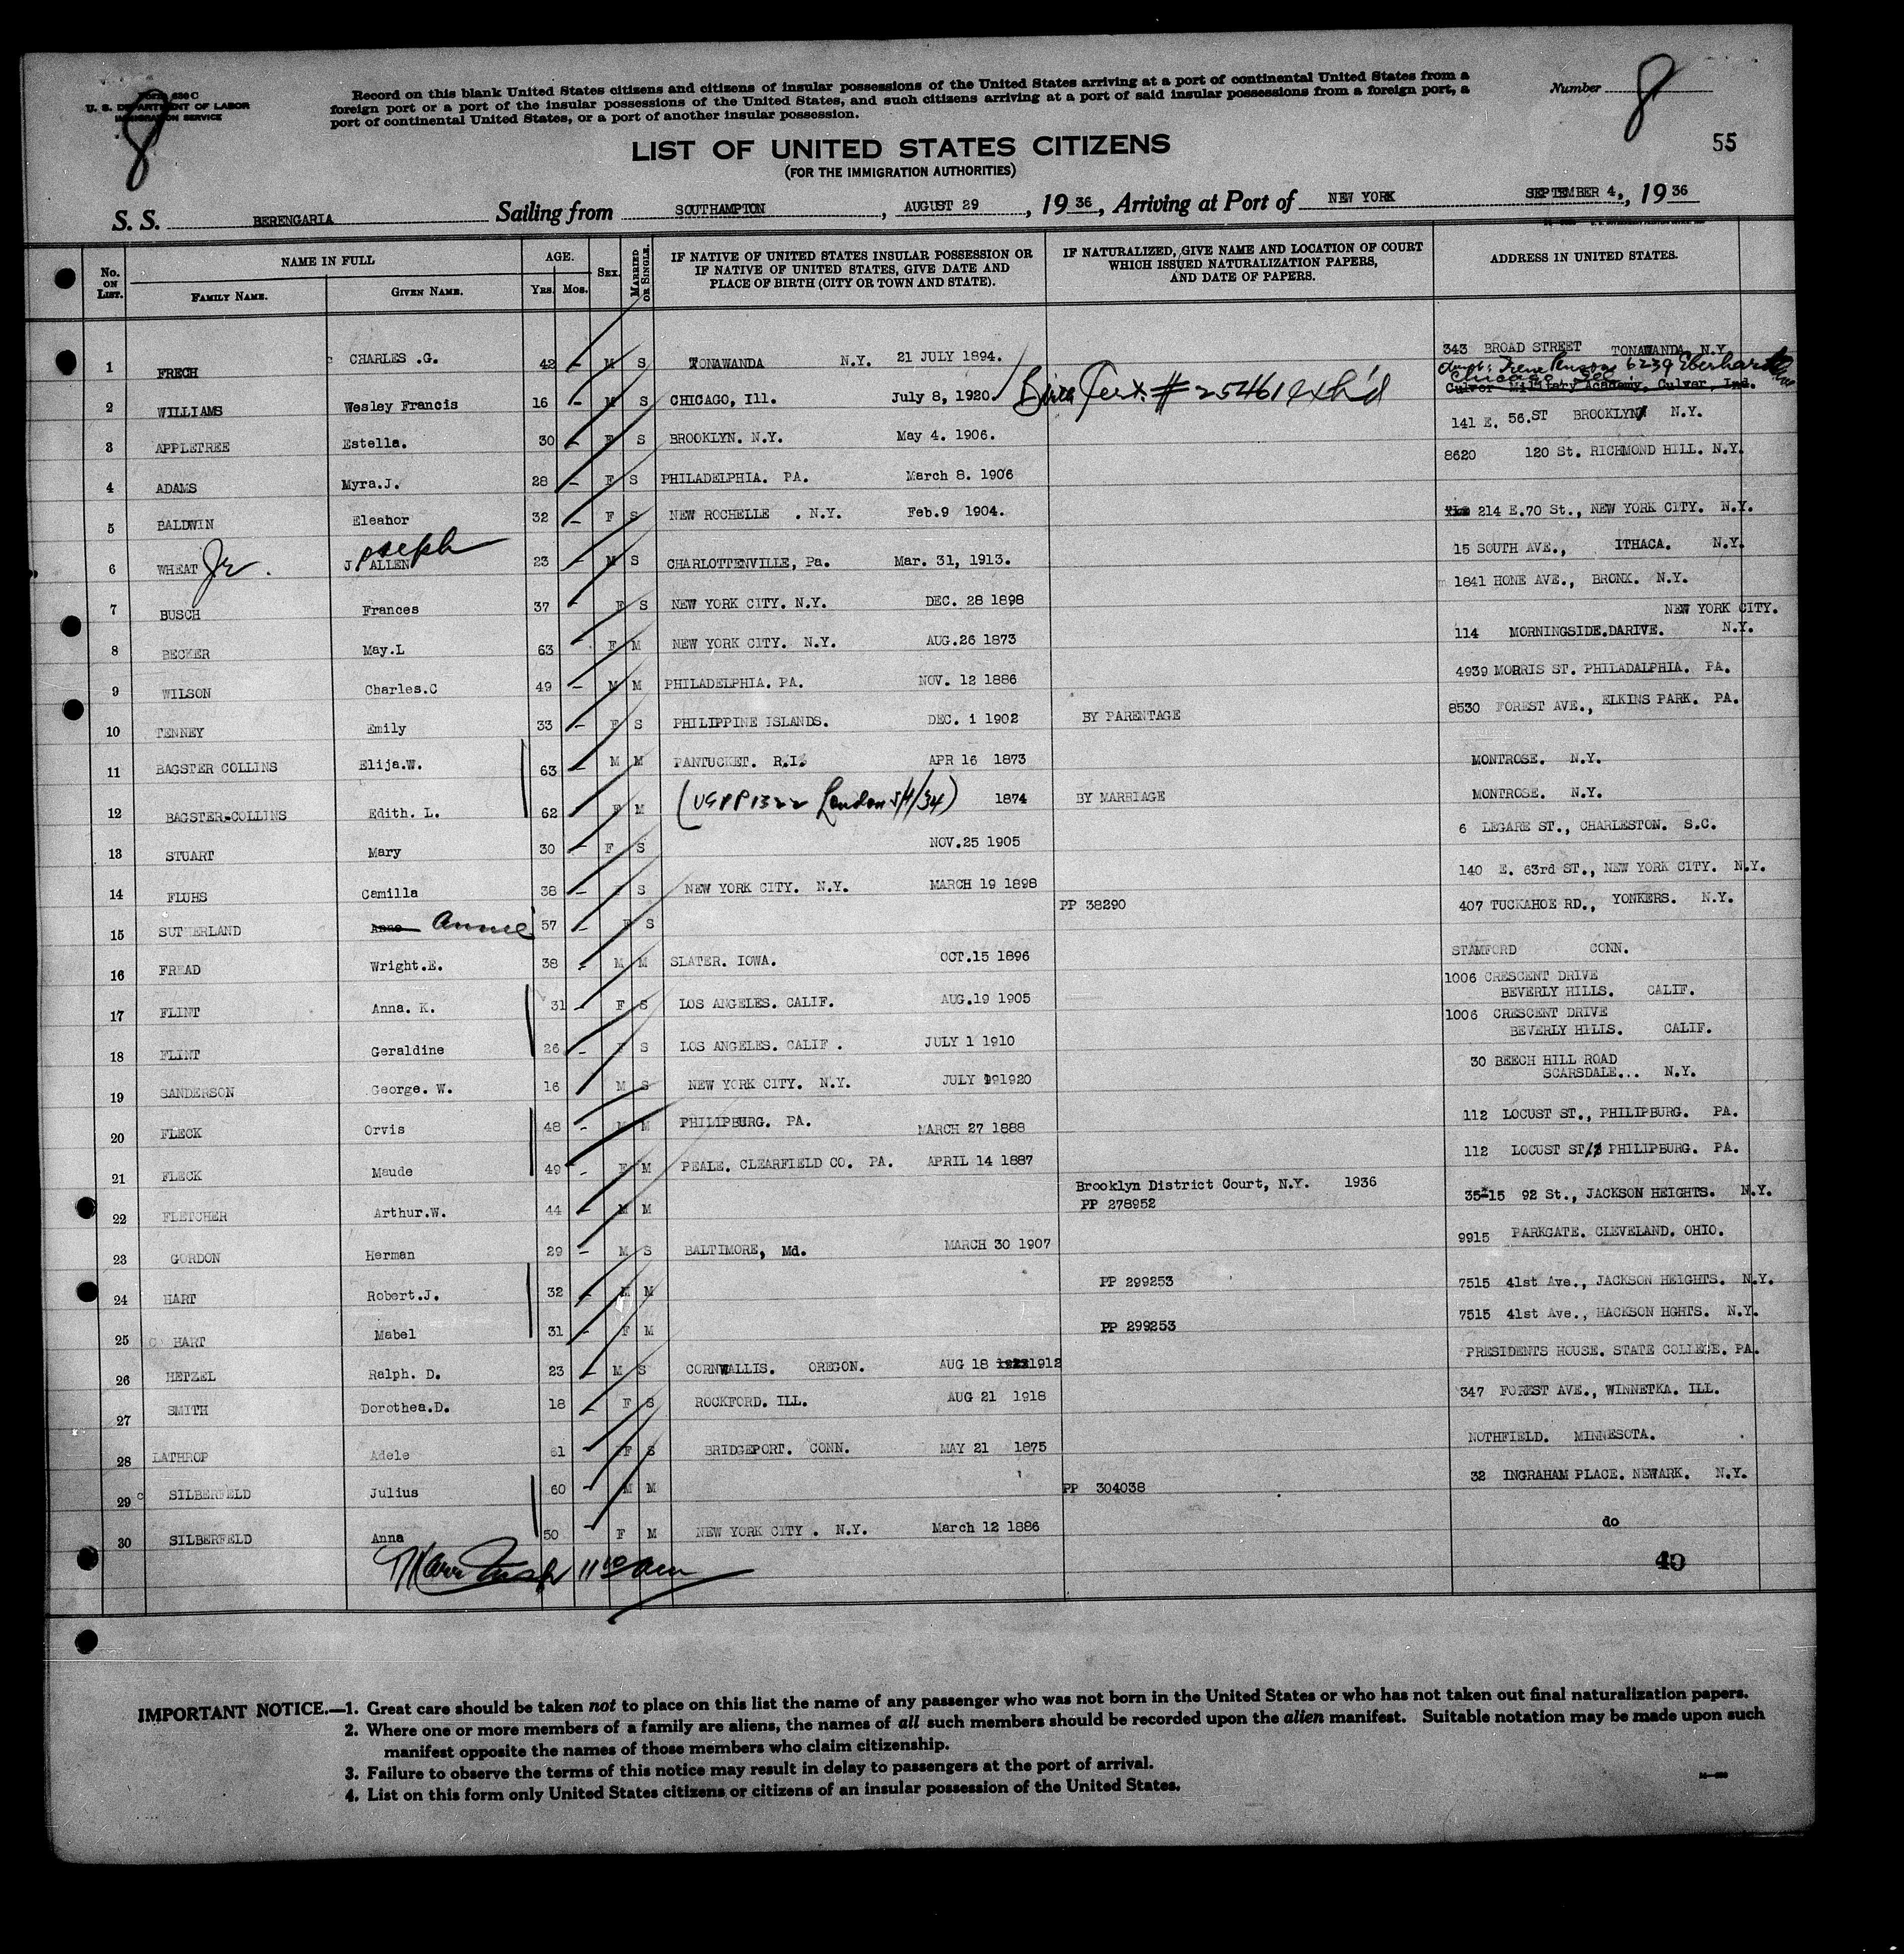 Form 630 C
U. S. DEPARTMENT OF LABOR
IMMIGRATION SERVICE
8
Record on this blank United States citizens and citizens of insular possessions of the United States arriving at a port of continental United States from a
foreign port or a port of the insular possessions of the United States, and such citizens arriving at a port of said insular possessions from a foreign port, a
port of continental United States, or a port of another insular possession.
Number 8
55
LIST OF UNITED STATES CITIZENS
(FOR THE IMMIGRATION AUTHORITIES)
S. S. BERENGARIA Sailing from SOUTHAMPTON, AUGUST 29, 19 36, Arriving at Port of NEW YORK SEPTEMBER 4., 19 36
No. ON LIST. NAME IN FULL FAMILY NAME. GIVEN NAME. AGE. YRS. MOS. SEX. MARRIED OR SINGLE. IF NATIVE OF UNITED STATES INSULAR POSSESSION OR IF NATIVE OF UNITED STATES, GIVE DATE AND PLACE OF BIRTH (CITY OR TOWN AND STATE). IF NATURALIZED, GIVE NAME AND LOCATION OF COURT WHICH ISSUED NATURALIZATION PAPERS, AND DATE OF PAPERS. ADDRESS IN UNITED STATES.
1 FRECH CHARLES .G. 42 - M S TONAWANDA N.Y. 21 JULY 1894. 343 BROAD STREET TONAWANDA N.Y.
6239 Eberhardt
Chicago
2 WILLIAMS Wesley Francis 16 - M S CHICAGO, Ill. July 8, 1920. Birth Cert. # 25461 exh'd Culver Military Academy, Culver, Ind.
3 APPLETREE Estella. 30 - F S BROOKLYN. N.Y. May 4. 1906. 141 E. 56.ST BROOKLYN N.Y.
4 ADAMS Myra.J. 28 - F S PHILADELPHIA. PA. March 8. 1906 8620 120 St. RICHMOND HILL. N.Y.
5 BALDWIN Eleahor 32 - F S NEW ROCHELLE . N.Y. Feb.9 1904. 214 E.70 St., NEW YORK CITY. N.Y.
6 WHEAT Jr. J oseph ALLEN 23 - M S CHARLOTTENVILLE, Pa. Mar. 31, 1913. 15 SOUTH AVE., ITHACA. N.Y.
7 BUSCH Frances 37 - F S NEW YORK CITY. N.Y. DEC. 28 1898 1841 HONE AVE., BRONX. N.Y.
8 BECKER May.L 63 F M NEW YORK CITY. N.Y. AUG.26 1873 114 MORNINGSIDE.DARIVE. NEW YORK CITY. N.Y.
9 WILSON Charles.C 49 - M M PHILADELPHIA. PA. NOV. 12 1886 4939 MORRIS ST. PHILADALPHIA. PA.
10 TENNEY Emily 33 - F S PHILIPPINE ISLANDS. DEC. 1 1902 BY PARENTAGE 8530 FOREST AVE., ELKINS PARK. PA.
11 BAGSTER COLLINS Elija.W. 63 - M M PANTUCKET. R.I. APR 16 1873 MONTROSE. N.Y.
12 BAGSTER-COLLINS Edith. L. 62 - F M (USPP1322 London 5/1/34) 1874 BY MARRIAGE MONTROSE. N.Y.
13 STUART Mary 30 - F S NOV.25 1905 6 LEGARE ST., CHARLESTON. S.C.
14 FLUHS Camilla 38 - F S NEW YORK CITY. N.Y. MARCH 19 1898 140 E. 63rd ST., NEW YORK CITY. N.Y.
15 SUTHERLAND Anne Annie 57 - F S PP 38290 407 TUCKAHOE RD., YONKERS. N.Y.
16 FREAD Wright.E. 38 - M M SLATER. IOWA. OCT.15 1896 STAMFORD CONN.
17 FLINT Anna. K. 31 - F S LOS ANGELES. CALIF. AUG.19 1905 1006 CRESCENT DRIVE BEVERLY HILLS. CALIF.
18 FLINT Geraldine 26 - F S LOS ANGELES. CALIF . JULY 1 1910 1006 CRESCENT DRIVE BEVERLY HILLS. CALIF.
19 SANDERSON George. W. 16 M S NEW YORK CITY. N.Y. JULY 191920 30 BEECH HILL ROAD SCARSDALE... N.Y.
20 FLECK Orvis 48 - M M PHILIPBURG. PA. MARCH 27 1888 112 LOCUST ST., PHILIPBURG. PA.
21 FLECK Maude 49 - F M PEALE. CLEARFIELD CO. PA. APRIL 14 1887 112 LOCUST ST PHILIPBURG. PA.
22 FLETCHER Arthur.W. 44 - M M Brooklyn District Court, N.Y. 1936 PP 278952 35-15 92 St., JACKSON HEIGHTS. N.Y.
23 GORDON Herman 29 - M S BALTIMORE, Md. MARCH 30 1907 9915 PARKGATE. CLEVELAND. OHIO.
24 HART Robert.J. 32 - M M PP 299253 7515 41st Ave., JACKSON HEIGHTS. N.Y.
25 HART Mabel 31 - F M PP 299253 7515 41st Ave., HACKSON HGHTS. N.Y.
26 HETZEL Ralph. D. 23 - M S CORNWALLIS. OREGON. AUG 18 1912 PRESIDENTS HOUSE. STATE COLLEGE. PA.
27 SMITH Dorothea.D. 18 - F S ROCKFORD. ILL. AUG 21 1918 347 FOREST AVE., WINNETKA. ILL.
28 LATHROP Adele 61 - F S BRIDGEPORT. CONN. MAY 21 1875 NOTHFIELD. MINNESOTA.
29 SILBERFELD Julius 60 - M M PP 304038 32 INGRAHAM PLACE. NEWARK. N.Y.
30 SILBERFELD Anna 50 - F M NEW YORK CITY . N.Y. March 12 1886 do
11 10 am
40
IMPORTANT NOTICE.—1. Great care should be taken not to place on this list the name of any passenger who was not born in the United States or who has not taken out final naturalization papers.
2. Where one or more members of a family are aliens, the names of all such members should be recorded upon the alien manifest. Suitable notation may be made upon such
manifest opposite the names of those members who claim citizenship.
3. Failure to observe the terms of this notice may result in delay to passengers at the port of arrival.
4. List on this form only United States citizens or citizens of an insular possession of the United States.